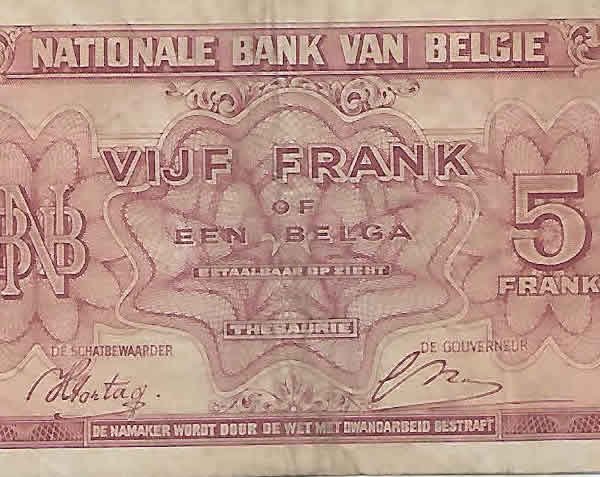 NATIONALE BANK VAN BELGIE
VIJF FRANK
OF
EEN BELGA
BETAALBAAR OP ZICHT
THESAURIE
NBB
5
FRANK
DE SCHATBEWAARDER
DE GOUVERNEUR
DE NAMAKER WORDT DOOR DE WET MET DWANGARBEID GESTRAFT